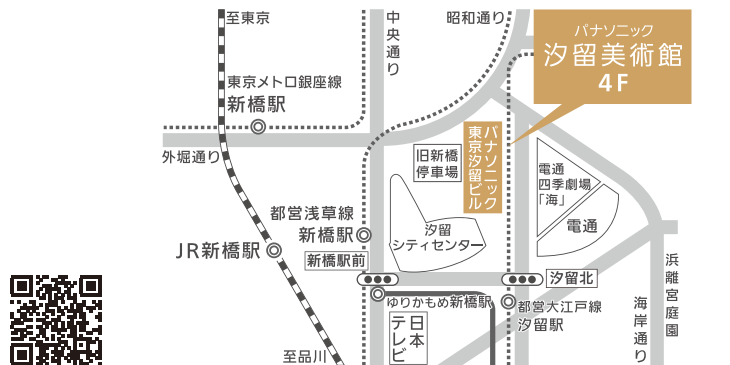 至東京
中央通り
昭和通り
パナソニック
汐留美術館
4F
東京メトロ銀座線
新橋駅
外堀通り
旧新橋
停車場
パナソニック
東京汐留ビル
電通
四季劇場
「海」
電通
都営浅草線
新橋駅
汐留
シティセンター
JR新橋駅
新橋駅前
汐留北
浜離宮庭園
ゆりかもめ新橋駅
都営大江戸線
汐留駅
海岸通り
日本
テレビ
至品川